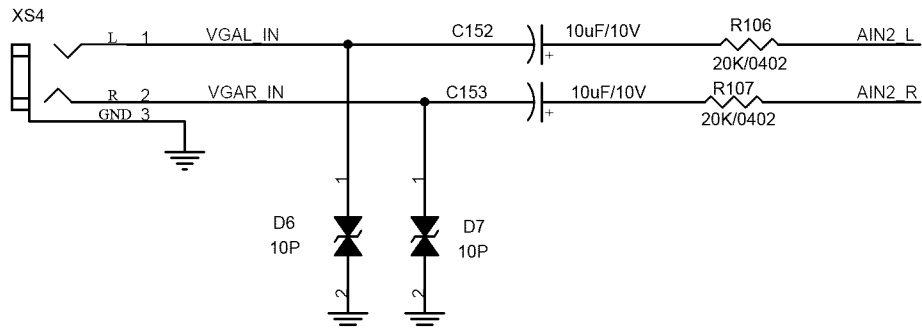 XS4
L 1 VGAL_IN C152 10uF/10V R106 AIN2_L
+ 20K/0402
R 2 VGAR_IN C153 10uF/10V R107 AIN2_R
GND 3 + 20K/0402
1 1
D6 D7
10P 10P
2 2